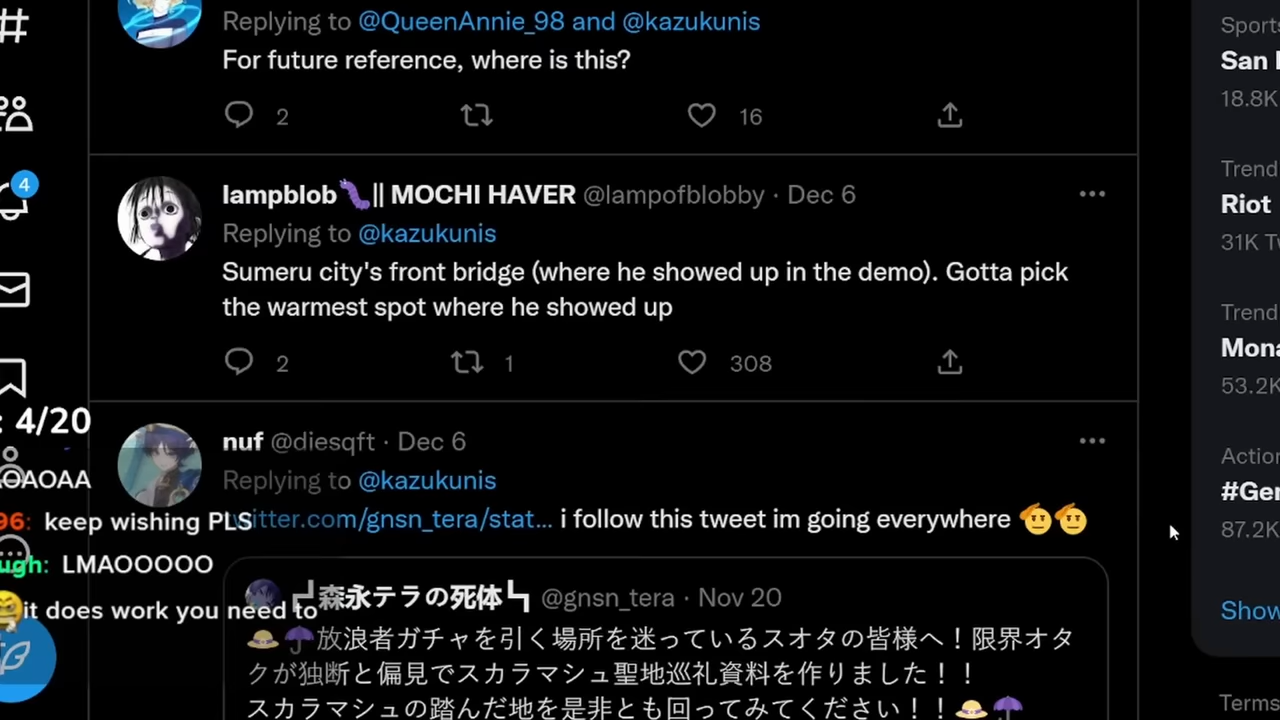 Replying to @QueenAnnie_98 and @kazukunis
For future reference, where is this?
2 16
lampblob || MOCHI HAVER @lampofblobby · Dec 6
Replying to @kazukunis
Sumeru city's front bridge (where he showed up in the demo). Gotta pick
the warmest spot where he showed up
2 1 308
nuf @diesqft · Dec 6
Replying to @kazukunis
twitter.com/gnsn_tera/stat... i follow this tweet im going everywhere 🫡🫡
┛森永テラの死体┗ @gnsn_tera · Nov 20
👒☂️放浪者ガチャを引く場所を迷っているスオタの皆様へ！限界オタ
クが独断と偏見でスカラマシュ聖地巡礼資料を作りました！！
スカラマシュの踏んだ地を是非とも回ってみてください！！👒☂️
4
: 4/20
OAOAA
96: keep wishing PLS
ugh: LMAOOOOO
it does work you need to
Sports
San
18.8K
Trend
Riot
31K Tw
Trend
Mona
53.2K
Action
#Gen
87.2K
Show
Terms